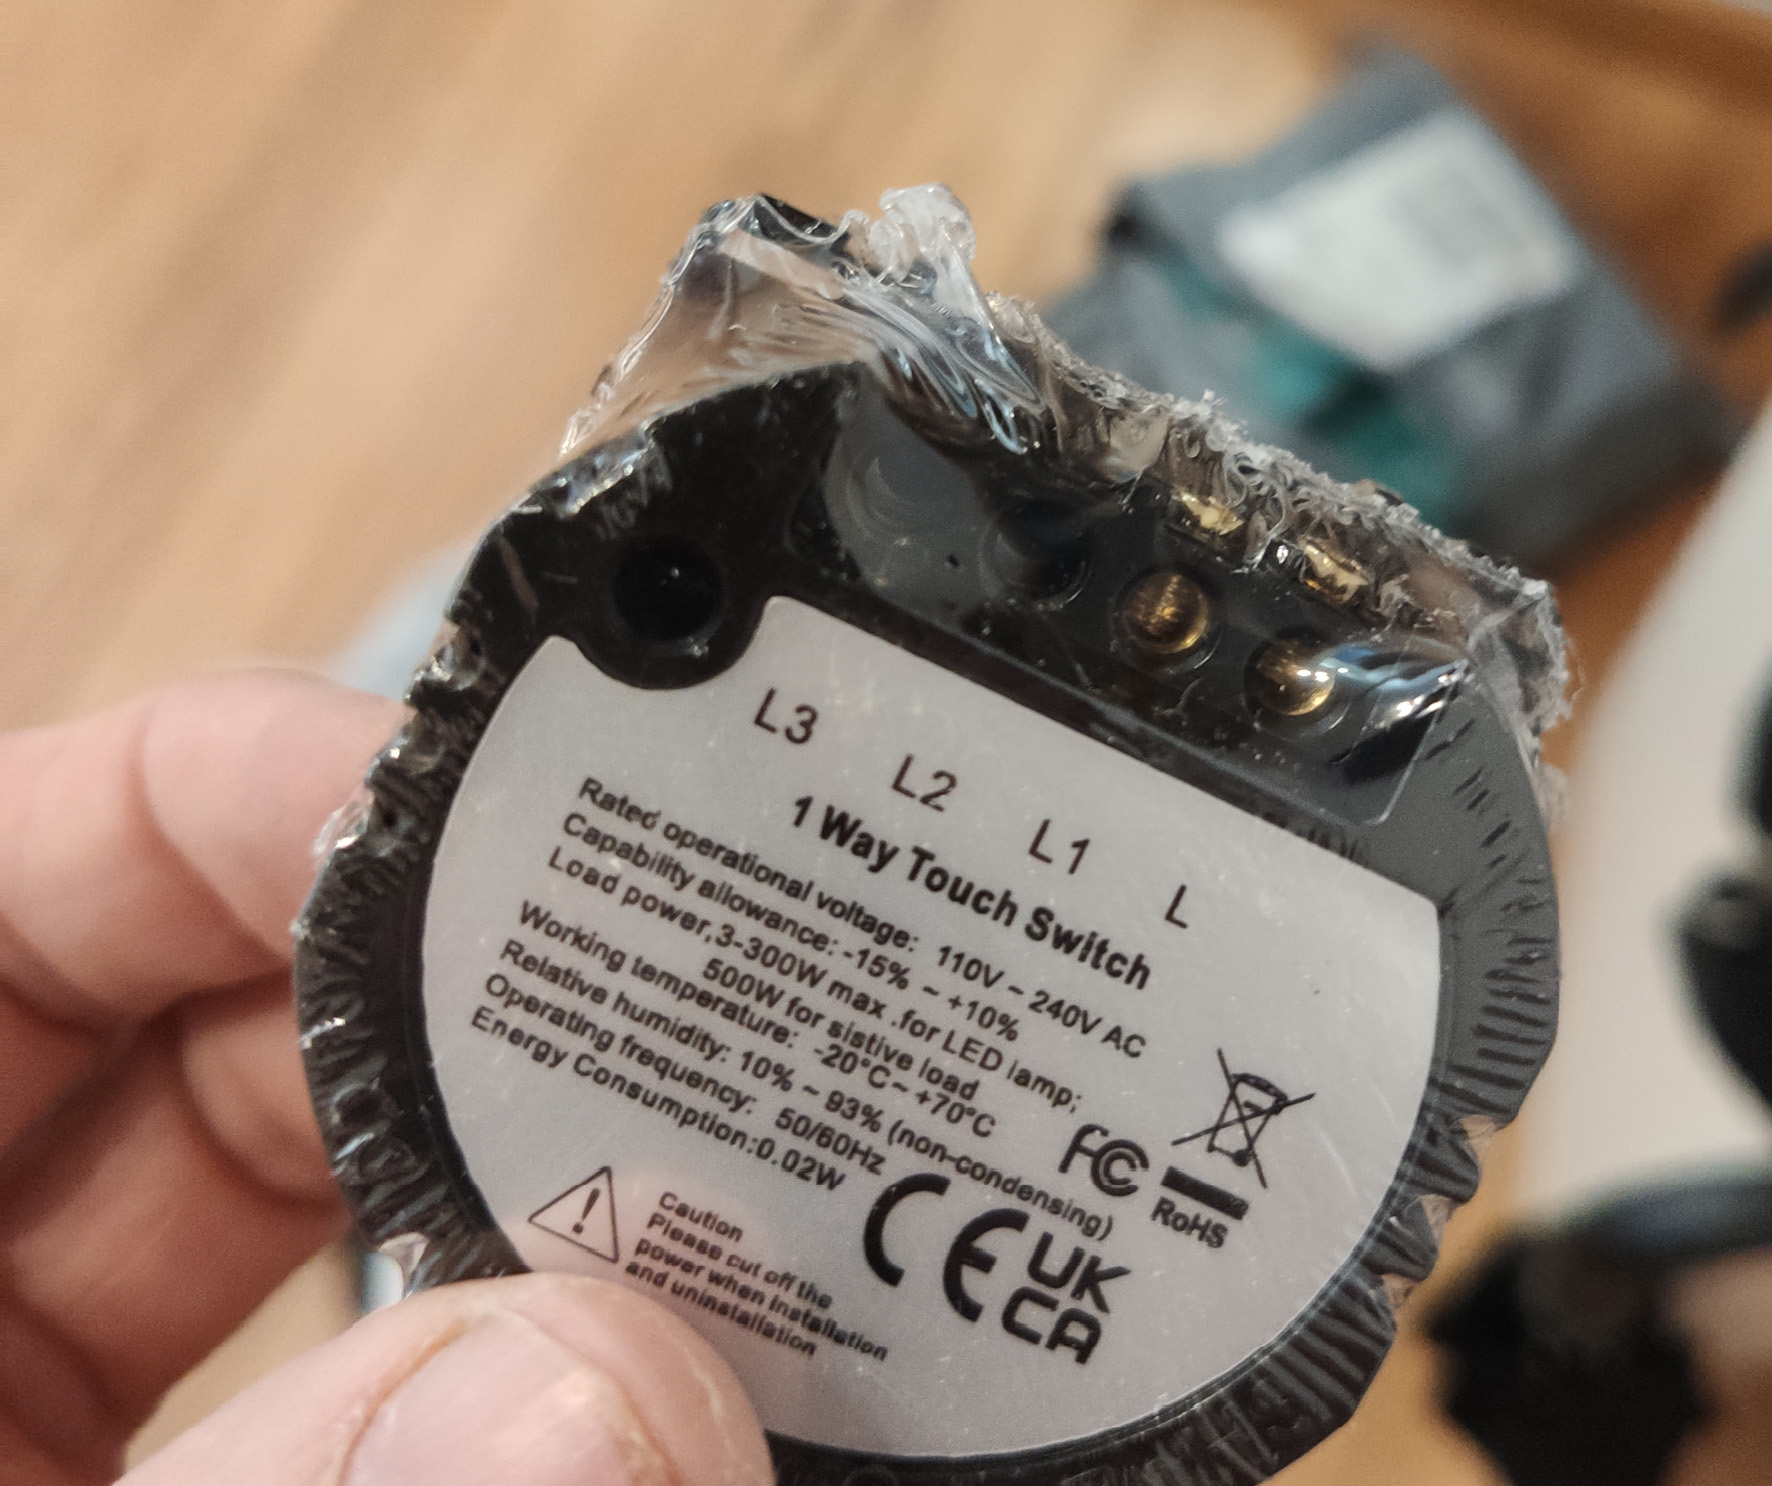 L3 L2 L1 L
1 Way Touch Switch
Rated operational voltage: 110V ~ 240V AC
Capability allowance: -15% ~ +10%
Load power,3-300W max .for LED lamp;
500W for sistive load
Working temperature: -20°C~ +70°C
Relative humidity: 10% ~ 93% (non-condensing)
Operating frequency: 50/60Hz
Energy Consumption:0.02W
FC
RoHS
Caution
Please cut off the
power when installation
and uninstallation
CE
UK
CA